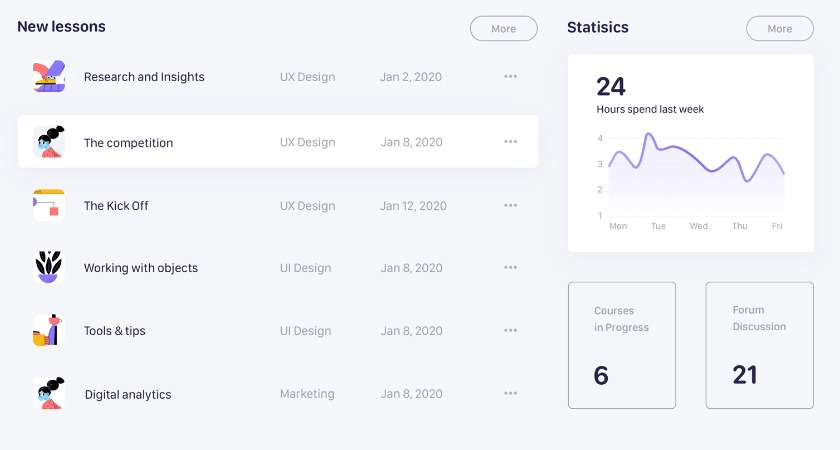 New lessons
More
Research and Insights UX Design Jan 2, 2020
The competition UX Design Jan 8, 2020
The Kick Off UX Design Jan 12, 2020
Working with objects UI Design Jan 8, 2020
Tools & tips UI Design Jan 8, 2020
Digital analytics Marketing Jan 8, 2020
Statisics
More
24
Hours spend last week
4
3
2
1
Mon Tue Wed Thu Fri
Courses
in Progress
6
Forum
Discussion
21